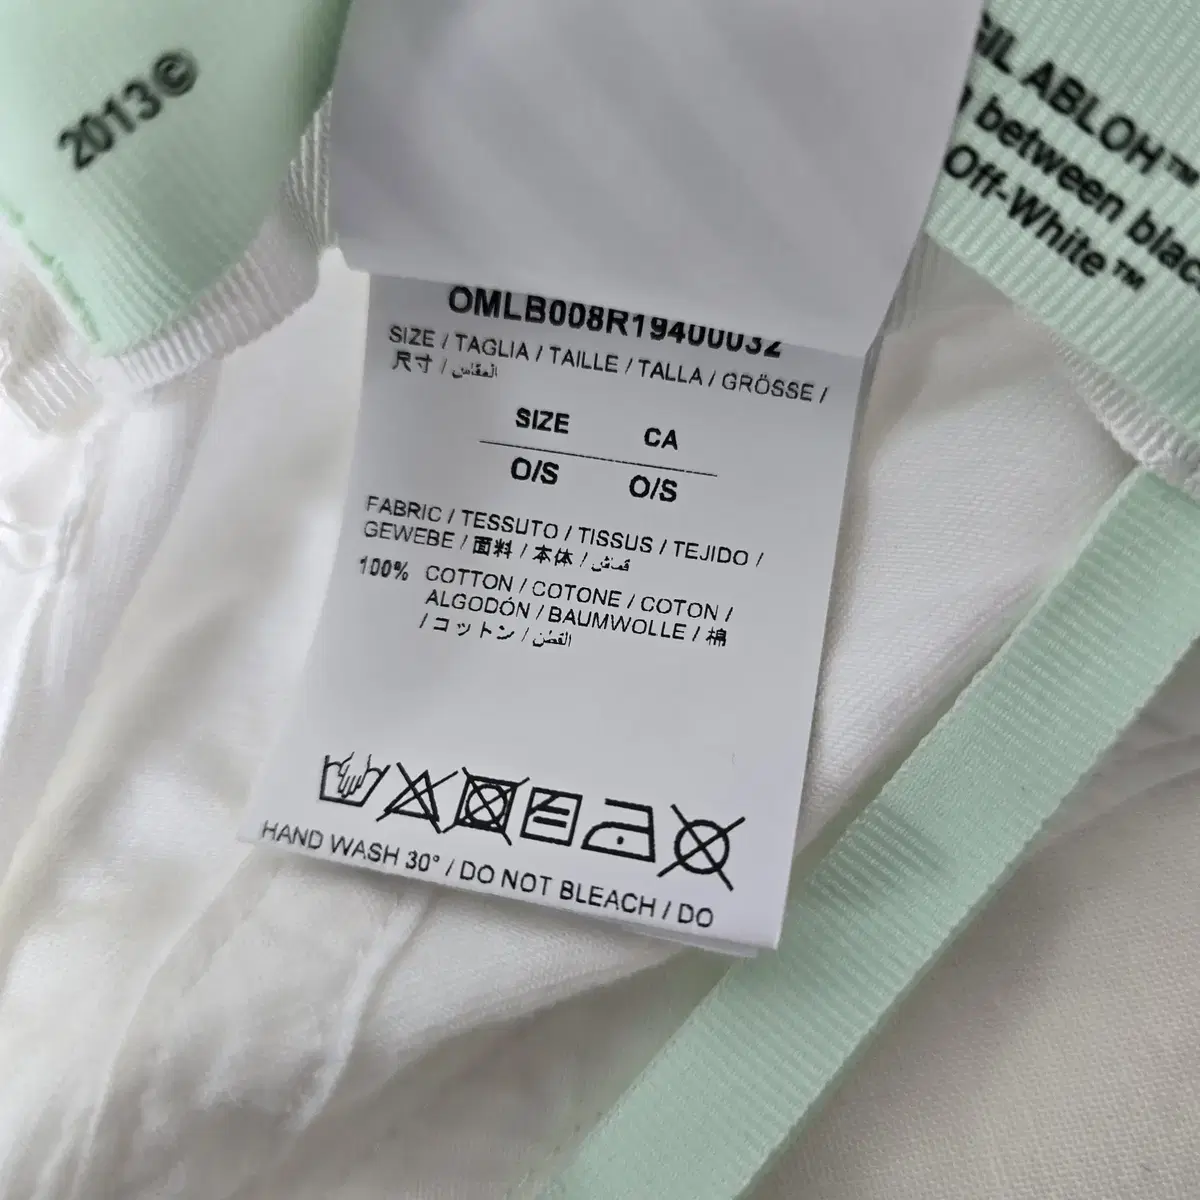 2013©
GIL ABLOH™
between blac
Off-White™
OMLB008R19400032
SIZE / TAGLIA / TAILLE / TALLA / GRÖSSE /
尺寸 / المقاس
SIZE CA
O/S O/S
FABRIC / TESSUTO / TISSUS / TEJIDO /
GEWEBE / 面料 / 本体 / قماش
100% COTTON / COTONE / COTON /
ALGODÓN / BAUMWOLLE / 棉
/ コットン / القطن
HAND WASH 30° / DO NOT BLEACH / DO